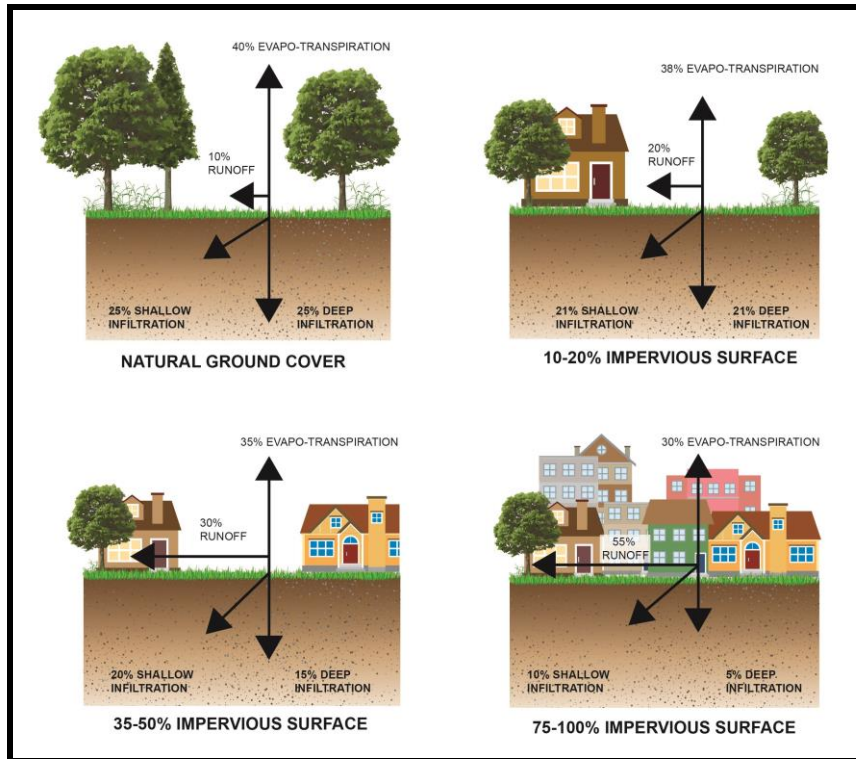 40% EVAPO-TRANSPIRATION
10%
RUNOFF
25% SHALLOW
INFILTRATION
25% DEEP
INFILTRATION
NATURAL GROUND COVER
38% EVAPO-TRANSPIRATION
20%
RUNOFF
21% SHALLOW
INFILTRATION
21% DEEP
INFILTRATION
10-20% IMPERVIOUS SURFACE
35% EVAPO-TRANSPIRATION
30%
RUNOFF
20% SHALLOW
INFILTRATION
15% DEEP
INFILTRATION
35-50% IMPERVIOUS SURFACE
30% EVAPO-TRANSPIRATION
55%
RUNOFF
10% SHALLOW
INFILTRATION
5% DEEP
INFILTRATION
75-100% IMPERVIOUS SURFACE